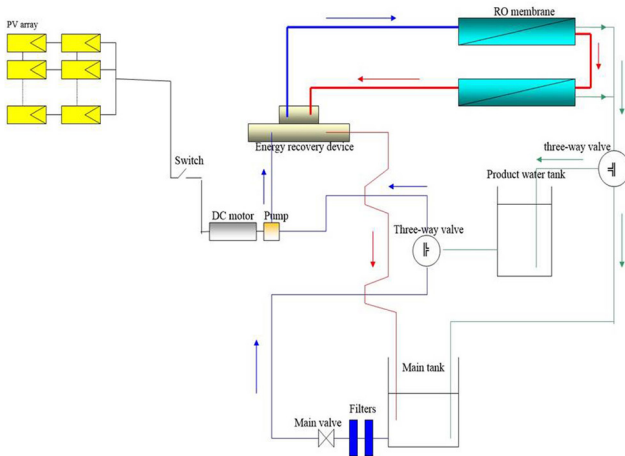 PV array
RO membrane
Energy recovery device
three-way valve
Switch
Product water tank
DC motor
Pump
Three-way valve
Main tank
Filters
Main valve